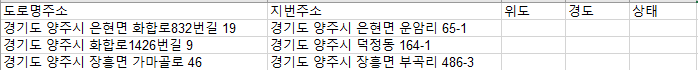 도로명주소 지번주소 위도 경도 상태
경기도 양주시 은현면 화합로832번길 19 경기도 양주시 은현면 운암리 65-1
경기도 양주시 화합로1426번길 9 경기도 양주시 덕정동 164-1
경기도 양주시 장흥면 가마골로 46 경기도 양주시 장흥면 부곡리 486-3